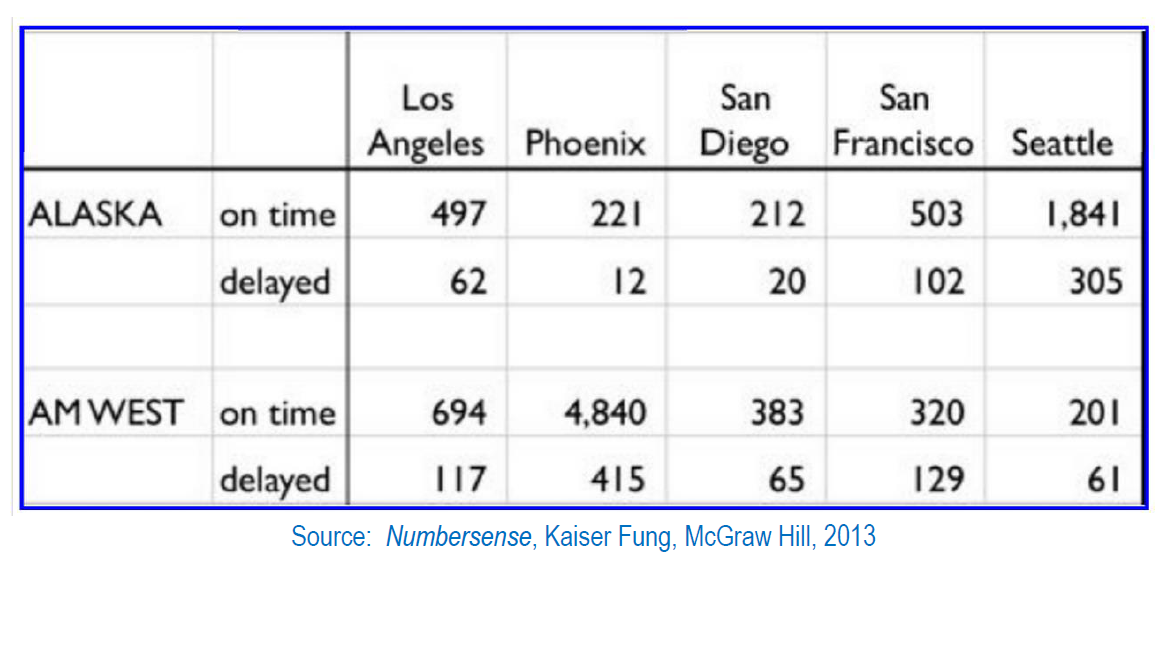 Los Angeles Phoenix San Diego San Francisco Seattle
ALASKA on time 497 221 212 503 1,841
delayed 62 12 20 102 305
AM WEST on time 694 4,840 383 320 201
delayed 117 415 65 129 61
Source: Numbersense, Kaiser Fung, McGraw Hill, 2013